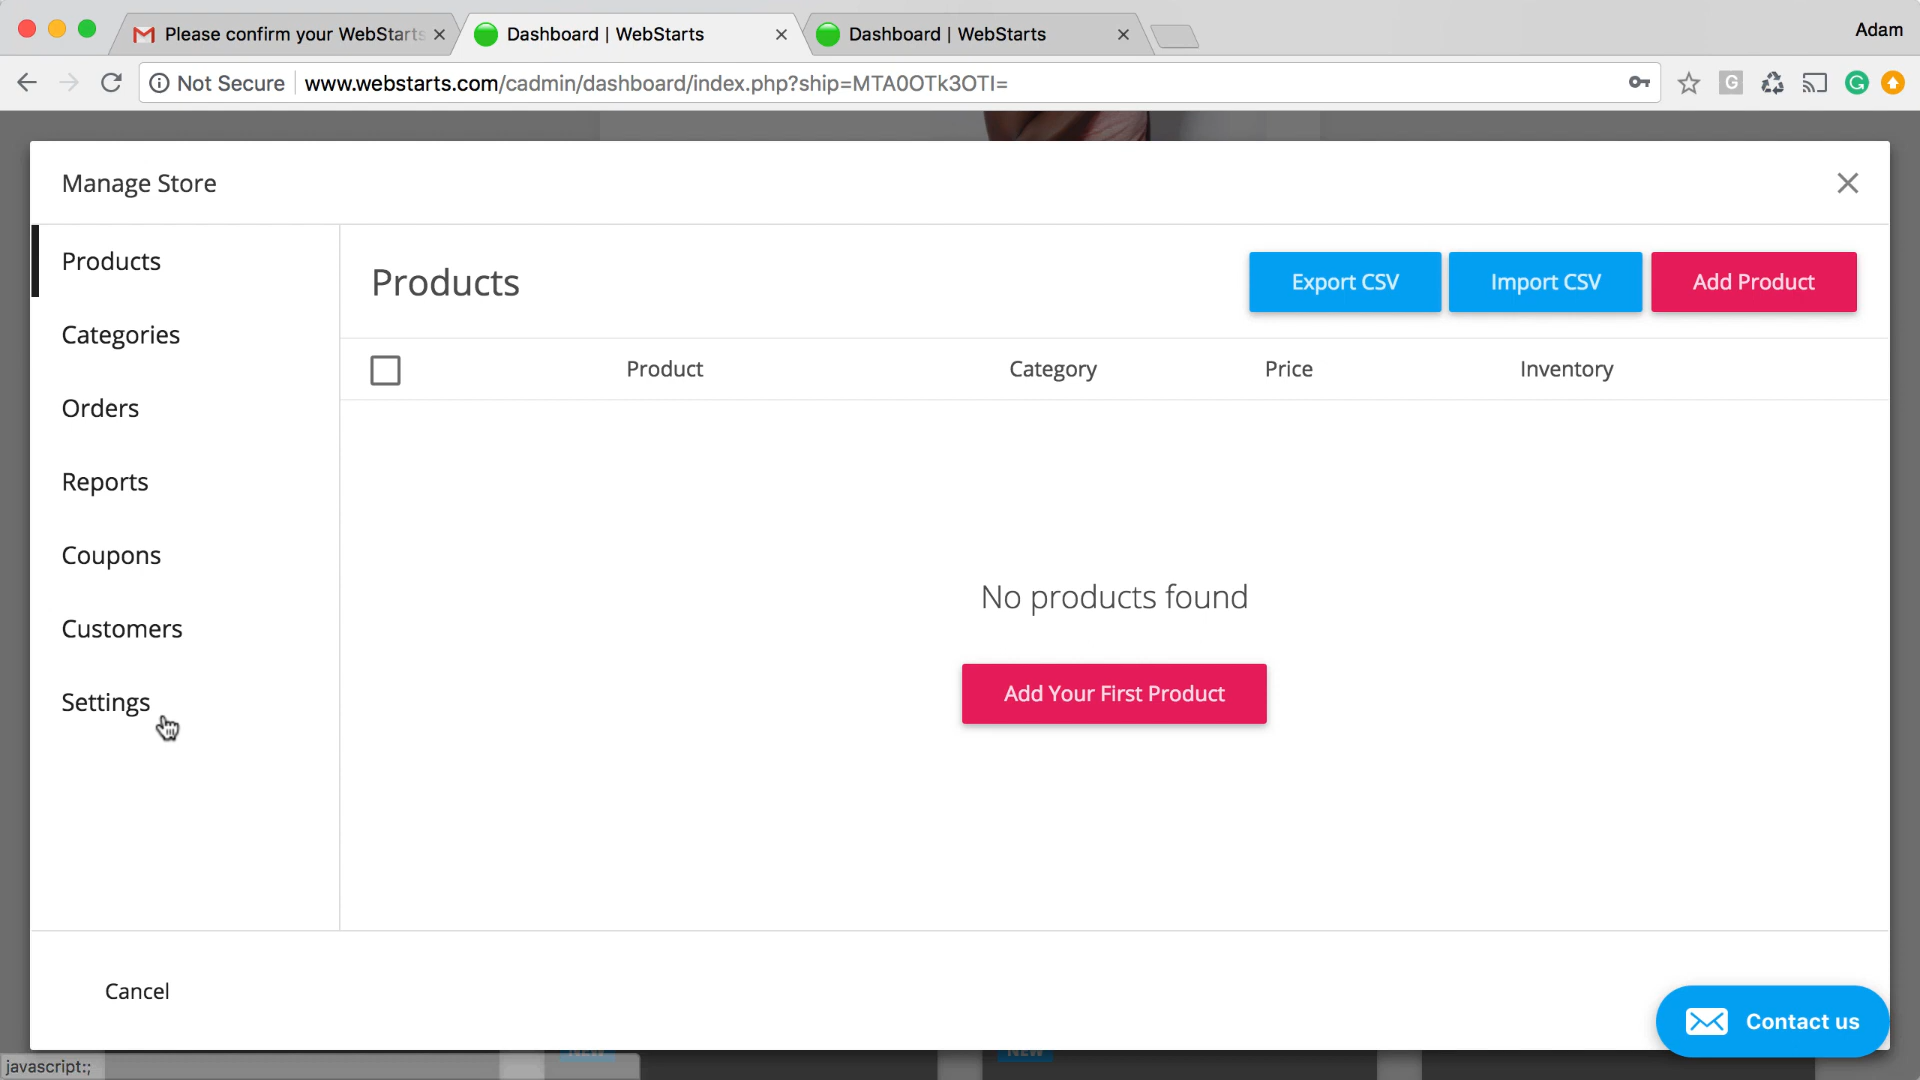 Please confirm your WebStarts
Dashboard | WebStarts
Dashboard | WebStarts
Adam
Not Secure
www.webstarts.com/cadmin/dashboard/index.php?ship=MTA0OTk3OTI=
G
G
Manage Store
Products
Categories
Orders
Reports
Coupons
Customers
Settings
Products
Export CSV
Import CSV
Add Product
Product
Category
Price
Inventory
No products found
Add Your First Product
Cancel
Contact us
NEW
NEW
javascript:;